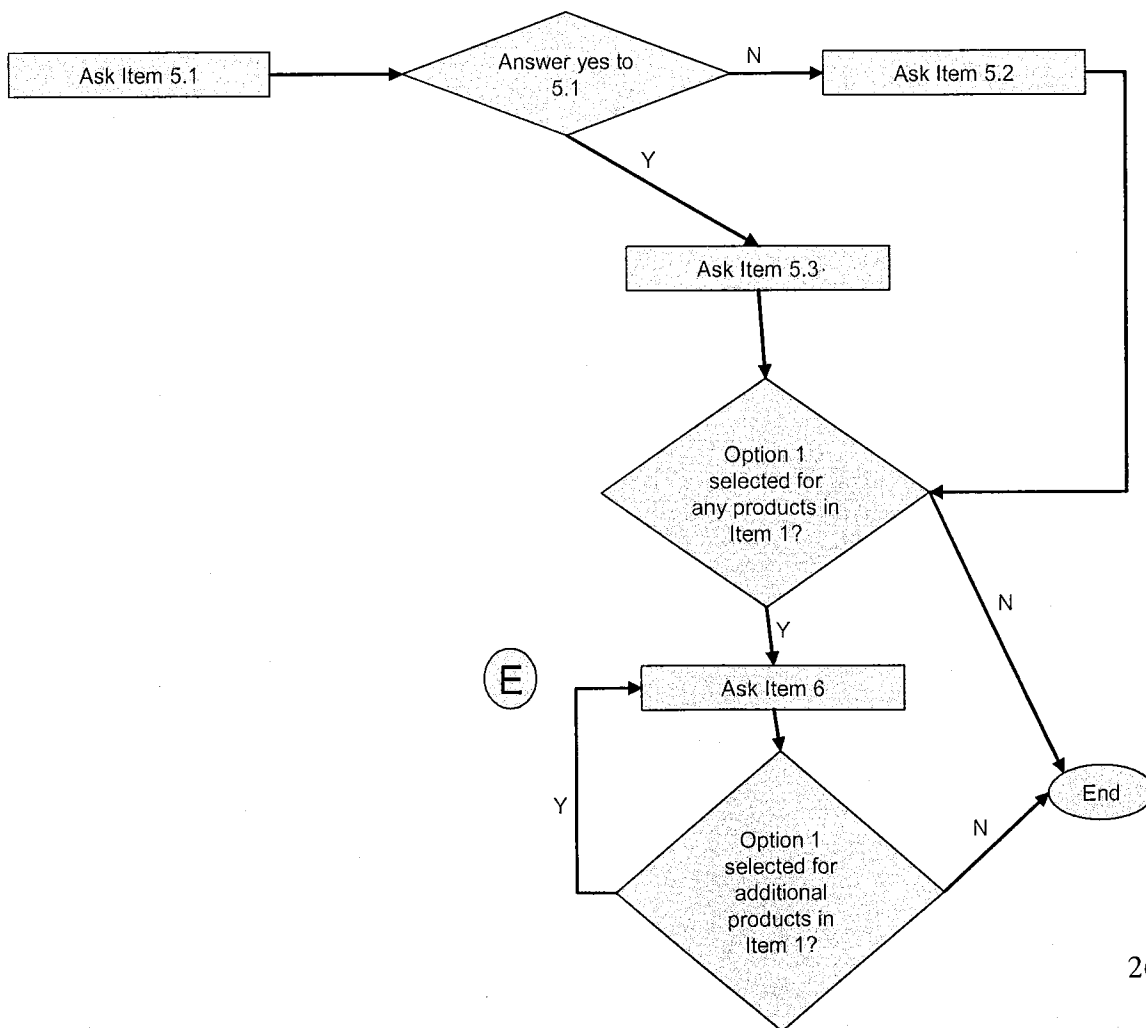 Ask Item 5.1
Answer yes to
5.1
N
Ask Item 5.2
Y
Ask Item 5.3
Option 1
selected for
any products in
Item 1?
N
Y
E
Ask Item 6
Y
Option 1
selected for
additional
products in
Item 1?
N
End